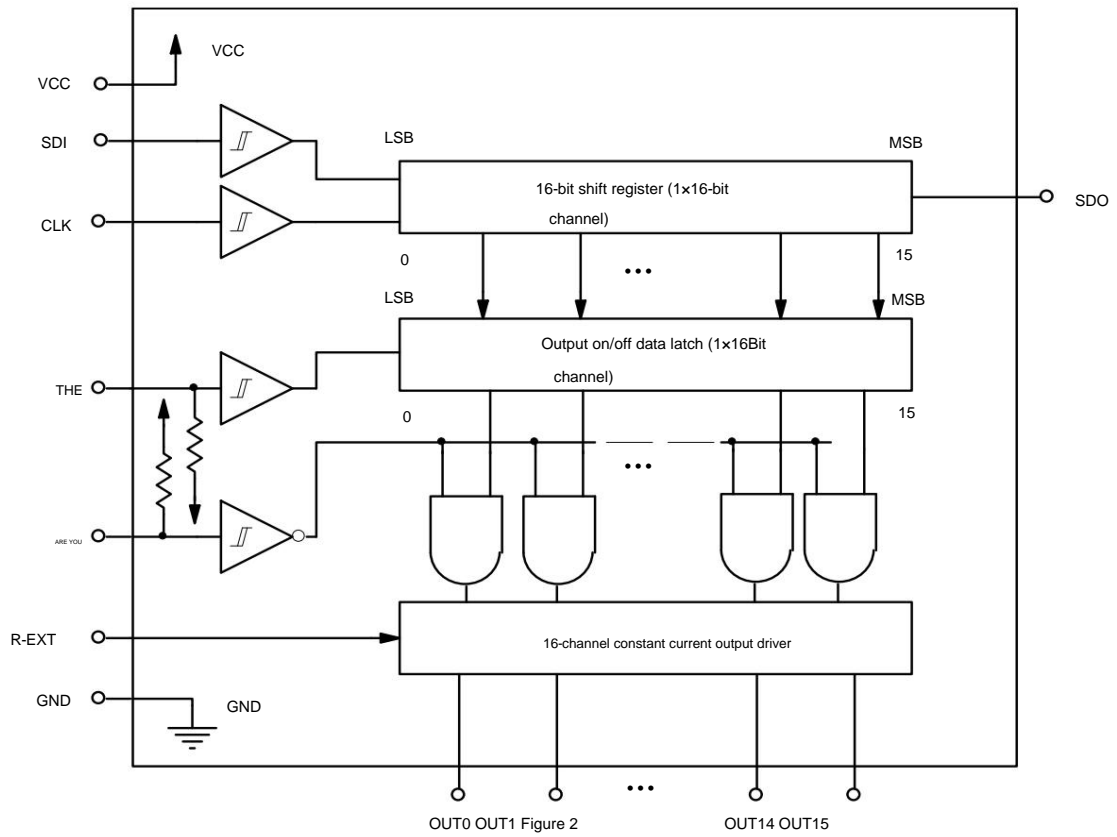 VCC
VCC
SDI
LSB
MSB
16-bit shift register (1×16-bit
channel)
SDO
CLK
0
•••
15
LSB
MSB
Output on/off data latch (1×16Bit
channel)
THE
0
15
•••
ARE YOU
R-EXT
16-channel constant current output driver
GND
GND
•••
OUT0 OUT1 Figure 2
OUT14 OUT15